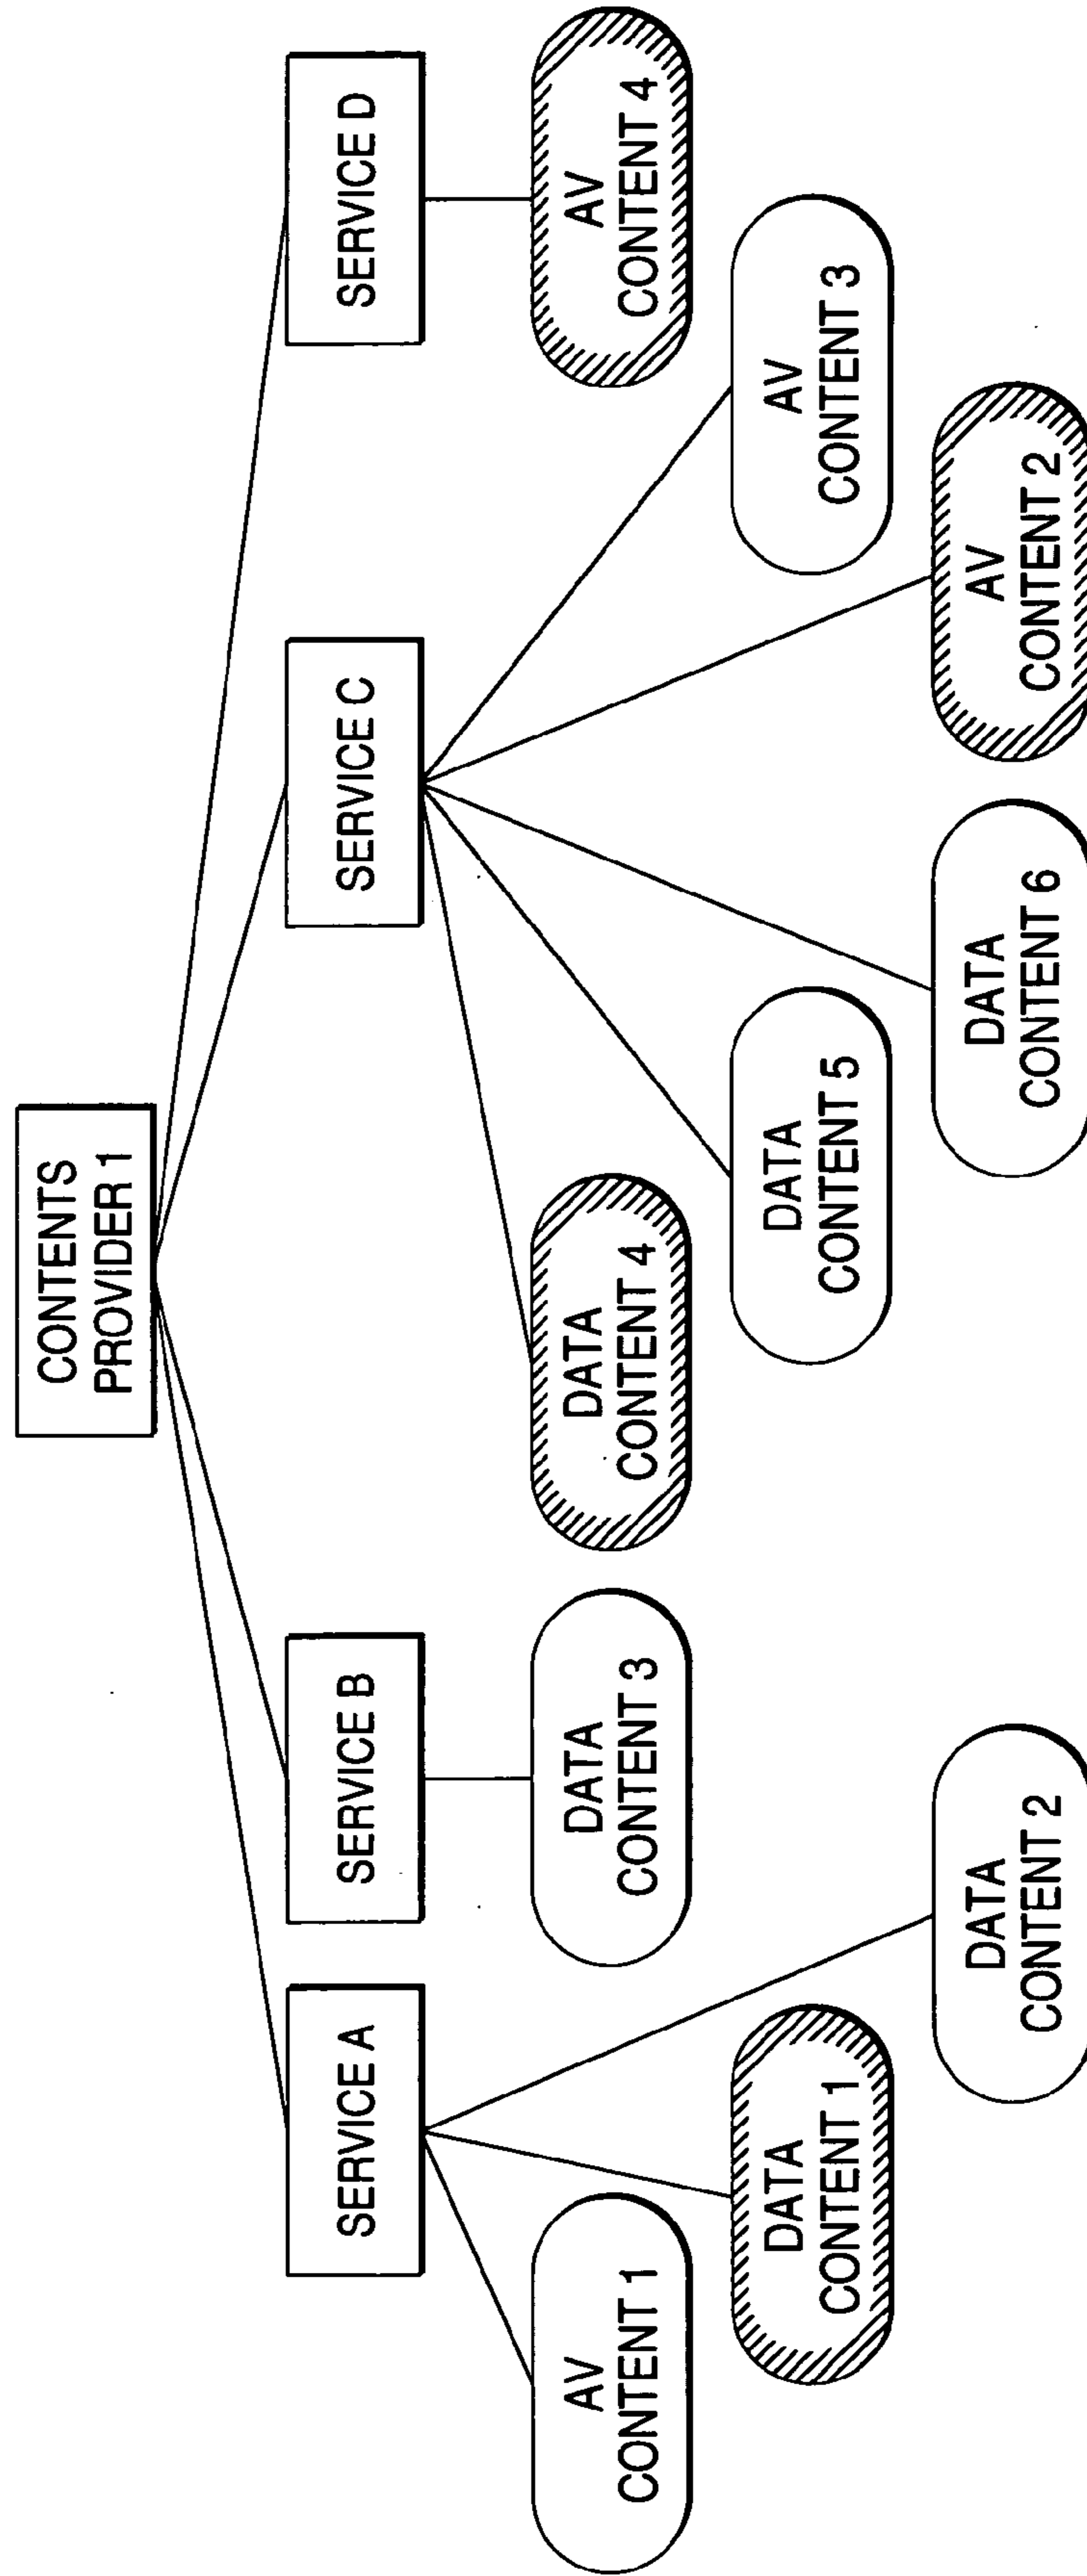 CONTENTS
PROVIDER 1
SERVICE A
SERVICE B
SERVICE C
SERVICE D
AV
CONTENT 1
DATA
CONTENT 3
DATA
CONTENT 4
AV
CONTENT 4
DATA
CONTENT 1
DATA
CONTENT 5
AV
CONTENT 3
DATA
CONTENT 2
DATA
CONTENT 6
AV
CONTENT 2